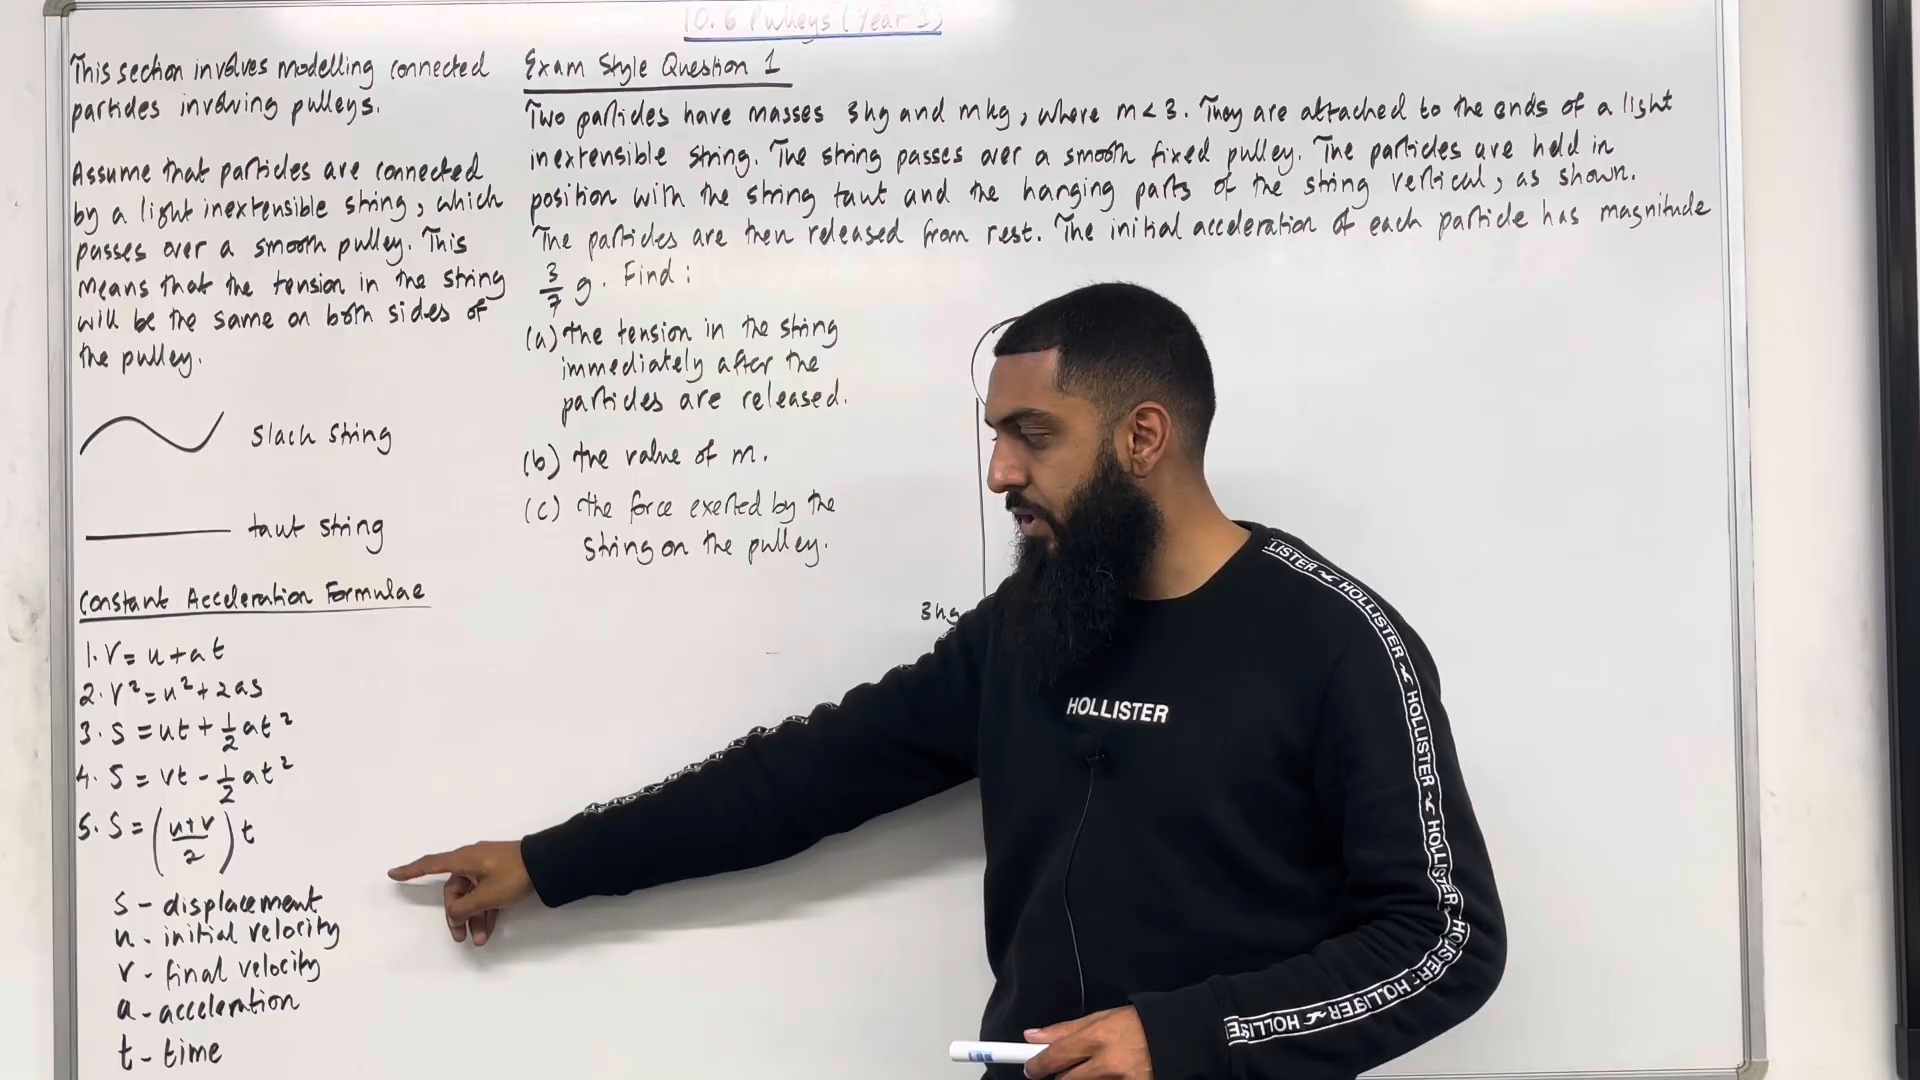 10.6 Pulleys (Year 1)
This section involves modelling connected
particles involving pulleys.
Assume that particles are connected
by a light inextensible string, which
passes over a smooth pulley. This
means that the tension in the string
will be the same on both sides of
the pulley.
slack string
taut string
Constant Acceleration Formulae
1. v = u + at
2. v² = u² + 2as
3. s = ut + 1/2 at²
4. s = vt - 1/2 at²
5. s = (u+v/2) t
s - displacement
u - initial velocity
v - final velocity
a - acceleration
t - time
Exam Style Question 1
Two particles have masses 3kg and mkg, where m < 3. They are attached to the ends of a light
inextensible string. The string passes over a smooth fixed pulley. The particles are held in
position with the string taut and the hanging parts of the string vertical, as shown.
The particles are then released from rest. The initial acceleration of each particle has magnitude
3/7 g. Find:
(a) the tension in the string
immediately after the
particles are released.
(b) the value of m.
(c) the force exerted by the
string on the pulley.
3kg
HOLLISTER
LISTER HOLLISTER HOLLISTER HOLLISTER HOLLISTER
HOLLISTER HOLLISTER